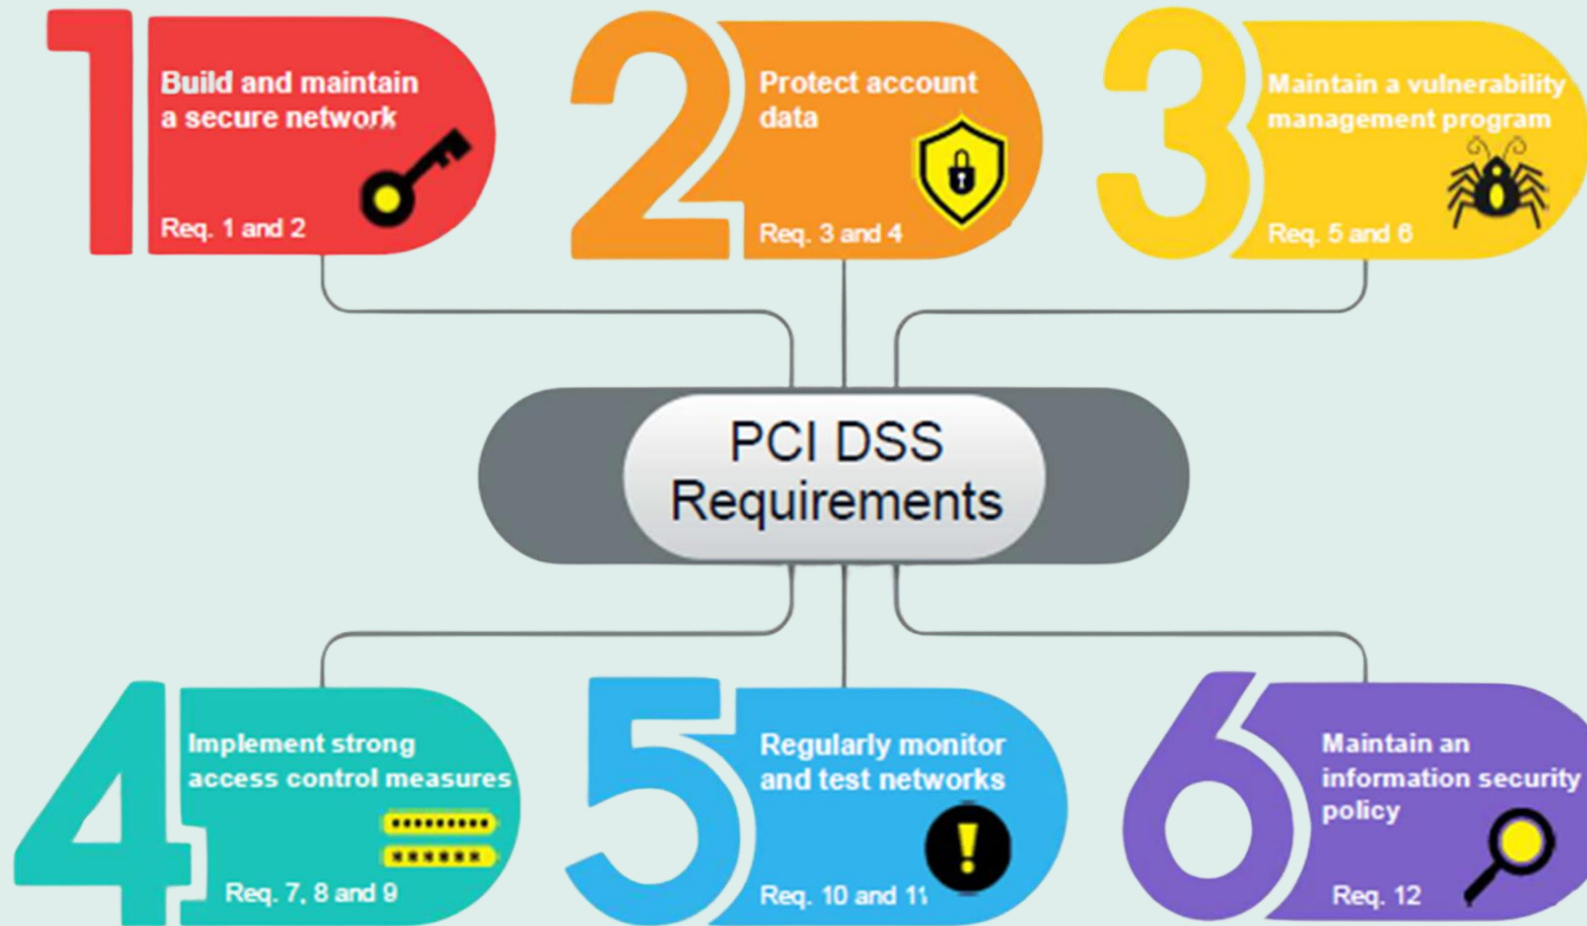 1
Build and maintain
a secure network
Req. 1 and 2
2
Protect account
data
Req. 3 and 4
3
Maintain a vulnerability
management program
Req. 5 and 6
PCI DSS
Requirements
4
Implement strong
access control measures
Req. 7, 8 and 9
5
Regularly monitor
and test networks
!
Req. 10 and 11
6
Maintain an
information security
policy
Req. 12